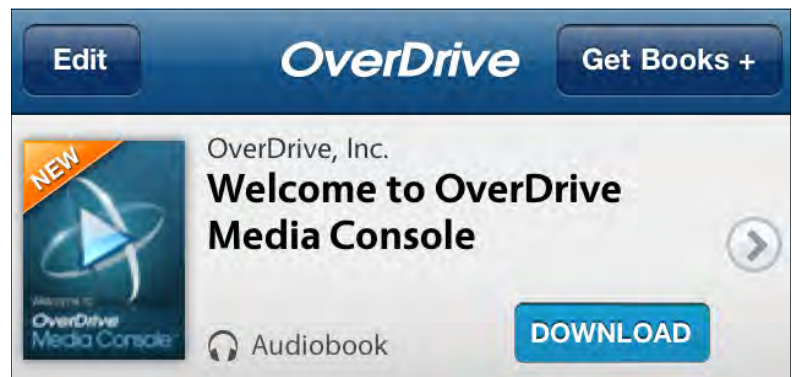 Edit
OverDrive
Get Books +
NEW
OverDrive, Inc.
Welcome to OverDrive
Media Console
Welcome to
OverDrive
Media Console
Audiobook
DOWNLOAD